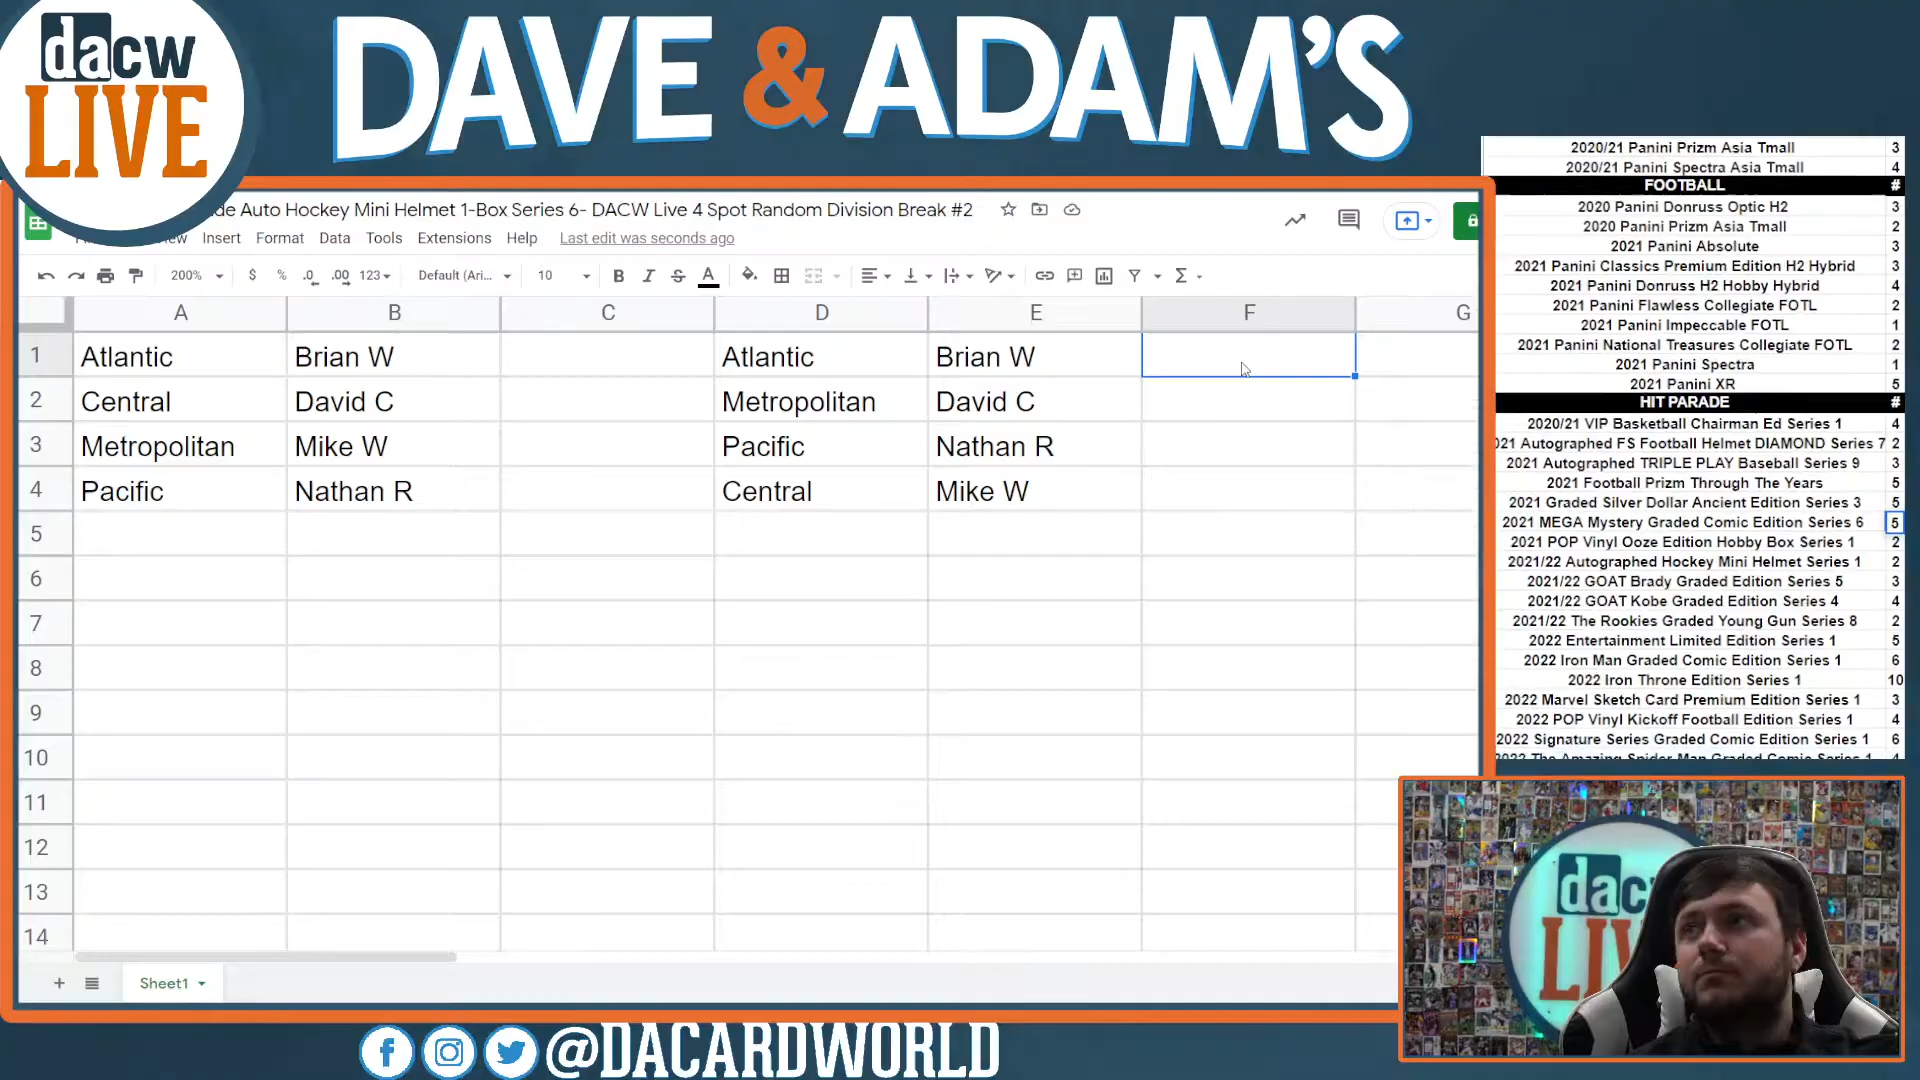 dacw
LIVE
DAVE & ADAM'S
de Auto Hockey Mini Helmet 1-Box Series 6- DACW Live 4 Spot Random Division Break #2
Insert Format Data Tools Extensions Help Last edit was seconds ago
200% $ % .0 .00 123 Default (Ari... 10 B I S A
A B C D E F G
1 Atlantic Brian W Atlantic Brian W
2 Central David C Metropolitan David C
3 Metropolitan Mike W Pacific Nathan R
4 Pacific Nathan R Central Mike W
5
6
7
8
9
10
11
12
13
14
Sheet1
2020/21 Panini Prizm Asia Tmall 3
2020/21 Panini Spectra Asia Tmall 4
FOOTBALL #
2020 Panini Donruss Optic H2 3
2020 Panini Prizm Asia Tmall 2
2021 Panini Absolute 3
2021 Panini Classics Premium Edition H2 Hybrid 3
2021 Panini Donruss H2 Hobby Hybrid 4
2021 Panini Flawless Collegiate FOTL 2
2021 Panini Impeccable FOTL 1
2021 Panini National Treasures Collegiate FOTL 2
2021 Panini Spectra 1
2021 Panini XR 5
HIT PARADE #
2020/21 VIP Basketball Chairman Ed Series 1 4
021 Autographed FS Football Helmet DIAMOND Series 7 2
2021 Autographed TRIPLE PLAY Baseball Series 9 3
2021 Football Prizm Through The Years 5
2021 Graded Silver Dollar Ancient Edition Series 3 5
2021 MEGA Mystery Graded Comic Edition Series 6 5
2021 POP Vinyl Ooze Edition Hobby Box Series 1 2
2021/22 Autographed Hockey Mini Helmet Series 1 2
2021/22 GOAT Brady Graded Edition Series 5 3
2021/22 GOAT Kobe Graded Edition Series 4 4
2021/22 The Rookies Graded Young Gun Series 8 2
2022 Entertainment Limited Edition Series 1 5
2022 Iron Man Graded Comic Edition Series 1 6
2022 Iron Throne Edition Series 1 10
2022 Marvel Sketch Card Premium Edition Series 1 3
2022 POP Vinyl Kickoff Football Edition Series 1 4
2022 Signature Series Graded Comic Edition Series 1 6
2022 The Amazing Spider-Man Graded Comic Series 1 4
dacw
LIV
@DACARDWORLD